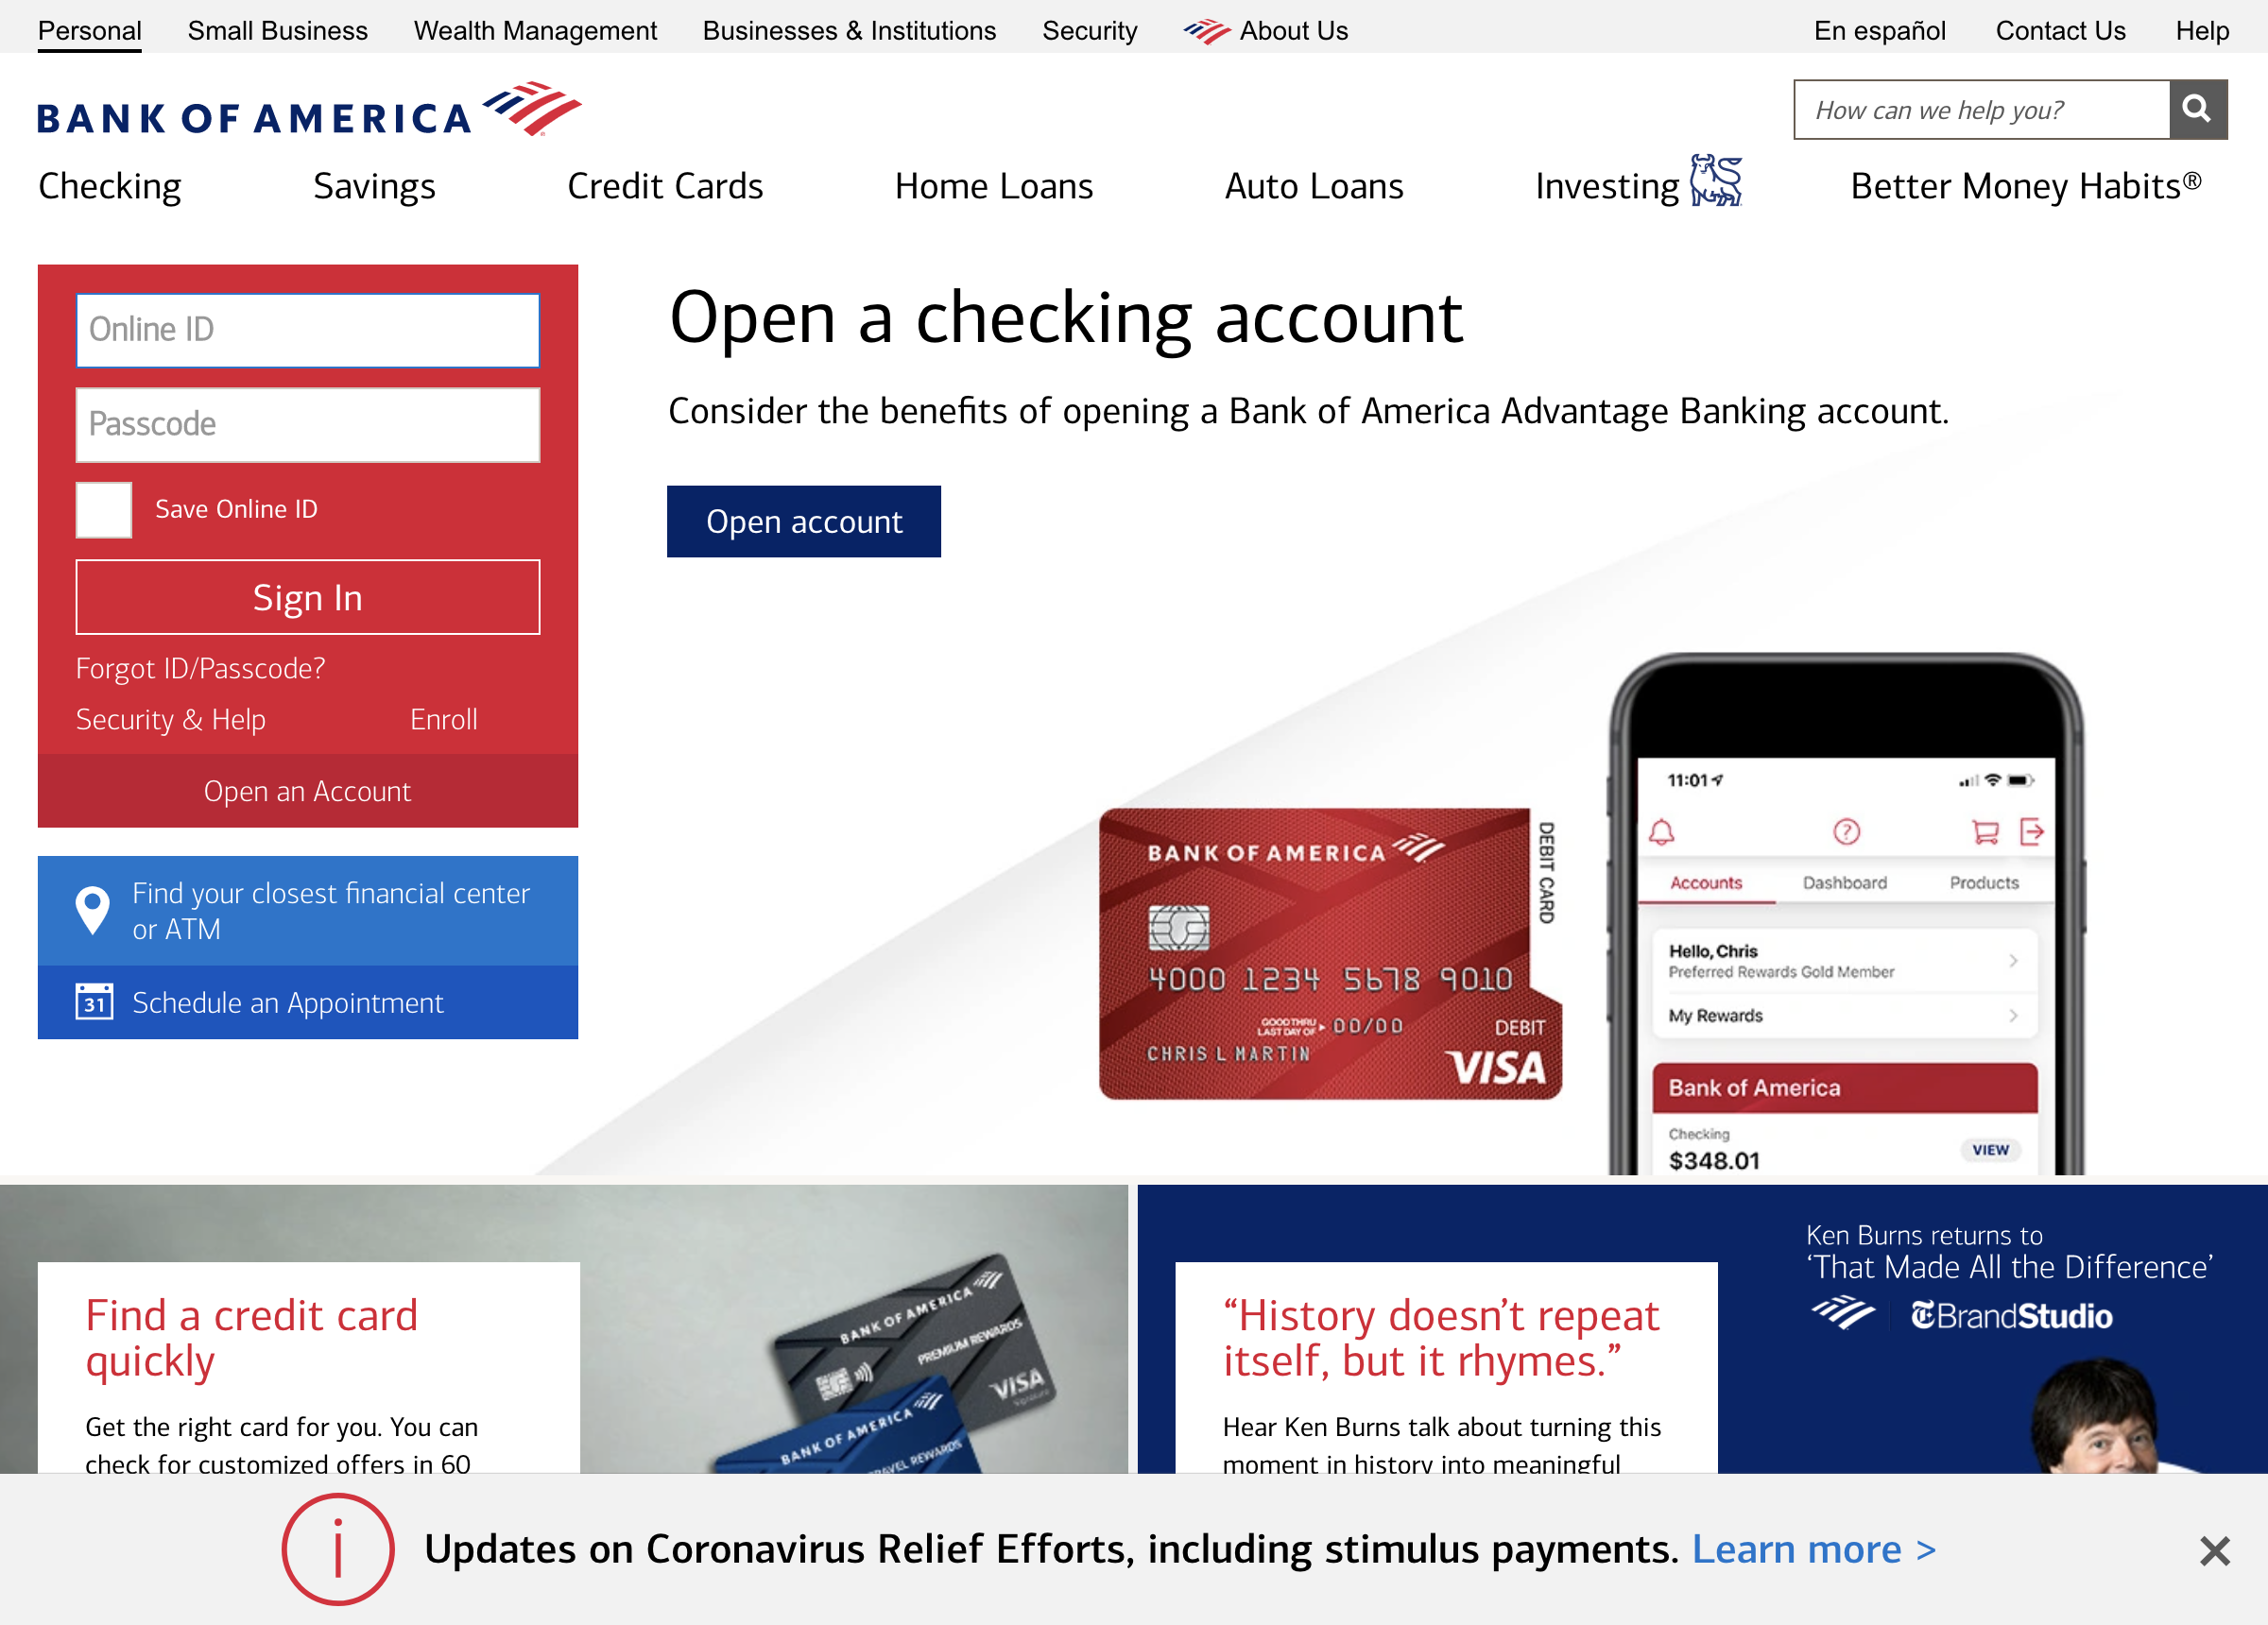 Personal
Small Business
Wealth Management
Businesses & Institutions
Security
About Us
En español
Contact Us
Help
BANK OF AMERICA
How can we help you?
Checking
Savings
Credit Cards
Home Loans
Auto Loans
Investing
Better Money Habits®
Online ID
Passcode
Save Online ID
Sign In
Forgot ID/Passcode?
Security & Help
Enroll
Open an Account
Find your closest financial center
or ATM
31
Schedule an Appointment
Open a checking account
Consider the benefits of opening a Bank of America Advantage Banking account.
Open account
BANK OF AMERICA
DEBIT CARD
4000 1234 5678 9010
GOOD THRU
LAST DAY OF
00/00
DEBIT
CHRIS L MARTIN
VISA
11:01
?
Accounts
Dashboard
Products
Hello, Chris
Preferred Rewards Gold Member
My Rewards
Bank of America
Checking
$348.01
VIEW
Find a credit card
quickly
Get the right card for you. You can
check for customized offers in 60
BANK OF AMERICA
PREMIUM REWARDS
VISA
Signature
BANK OF AMERICA
TRAVEL REWARDS
“History doesn’t repeat
itself, but it rhymes.”
Hear Ken Burns talk about turning this
moment in history into meaningful
Ken Burns returns to
‘That Made All the Difference’
T BrandStudio
i
Updates on Coronavirus Relief Efforts, including stimulus payments. Learn more >